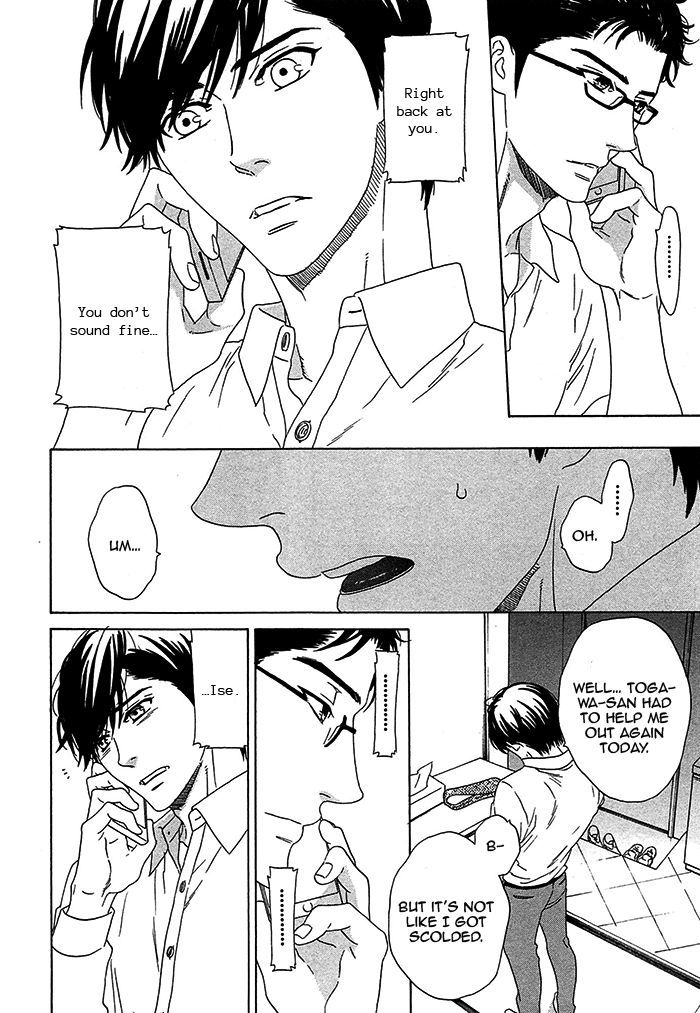 ........
Right
back at
you.
You don't
sound fine...
........
OH.
UM...
WELL... TOGA-
WA-SAN HAD
TO HELP ME
OUT AGAIN
TODAY.
B-
BUT IT'S NOT
LIKE I GOT
SCOLDED.
........
........
...Ise.